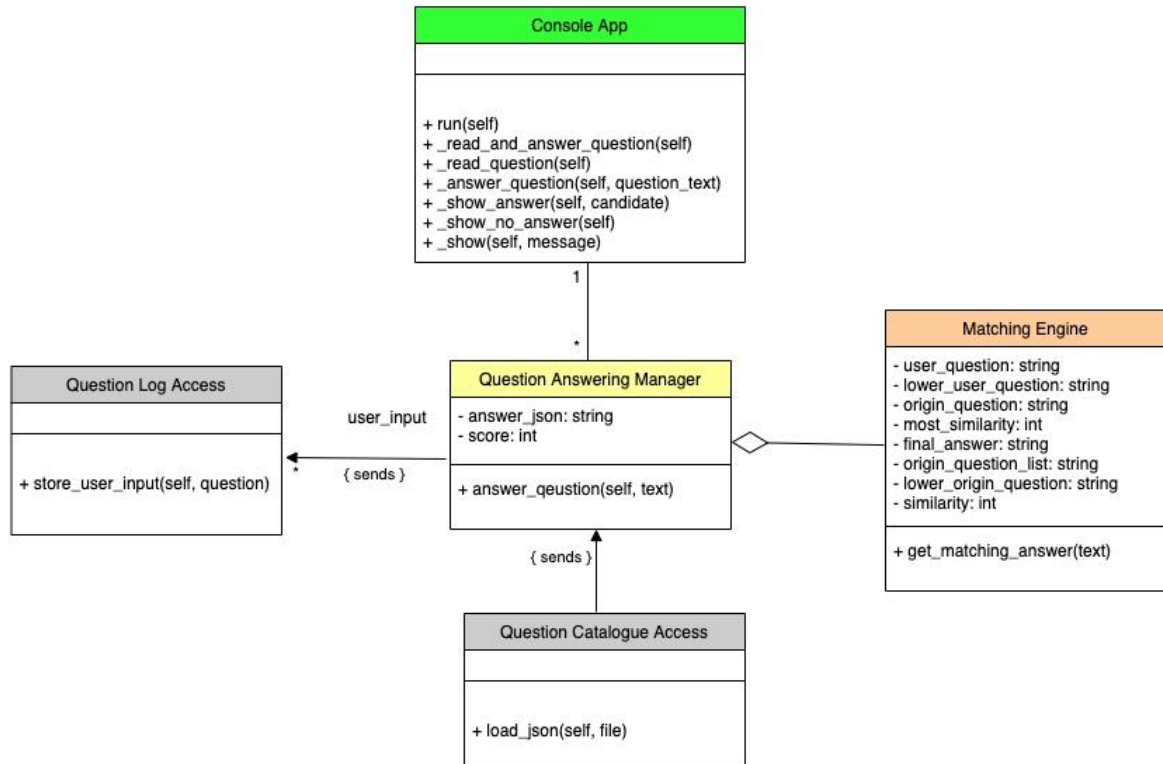 Console App
+ run(self)
+ _read_and_answer_question(self)
+ _read_question(self)
+ _answer_question(self, question_text)
+ _show_answer(self, candidate)
+ _show_no_answer(self)
+ _show(self, message)
1
*
Question Log Access
+ store_user_input(self, question)
user_input
*
{ sends }
Question Answering Manager
- answer_json: string
- score: int
+ answer_qeustion(self, text)
Matching Engine
- user_question: string
- lower_user_question: string
- origin_question: string
- most_similarity: int
- final_answer: string
- origin_question_list: string
- lower_origin_question: string
- similarity: int
+ get_matching_answer(text)
{ sends }
Question Catalogue Access
+ load_json(self, file)